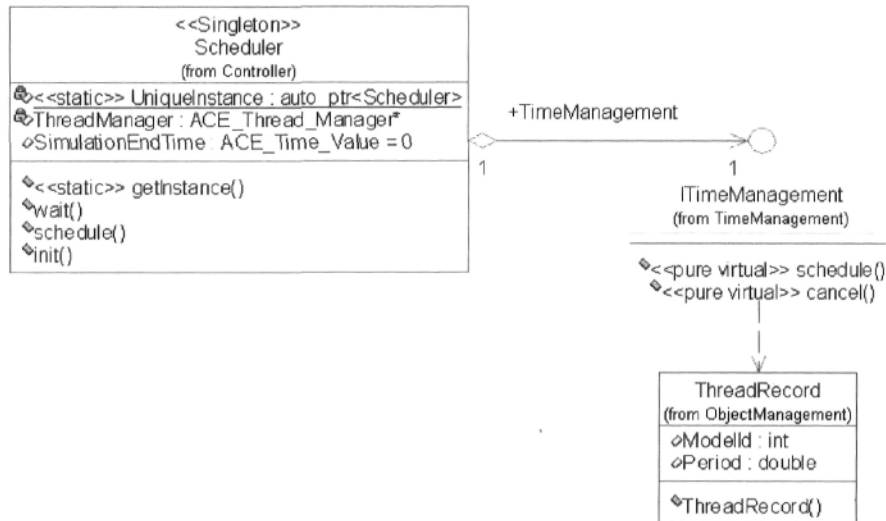 <<Singleton>>
Scheduler
(from Controller)
<<static>> UniqueInstance : auto_ptr<Scheduler>
ThreadManager : ACE_Thread_Manager*
SimulationEndTime : ACE_Time_Value = 0
<<static>> getInstance()
wait()
schedule()
init()
+TimeManagement
1
1
ITimeManagement
(from TimeManagement)
<<pure virtual>> schedule()
<<pure virtual>> cancel()
ThreadRecord
(from ObjectManagement)
ModelId : int
Period : double
ThreadRecord()